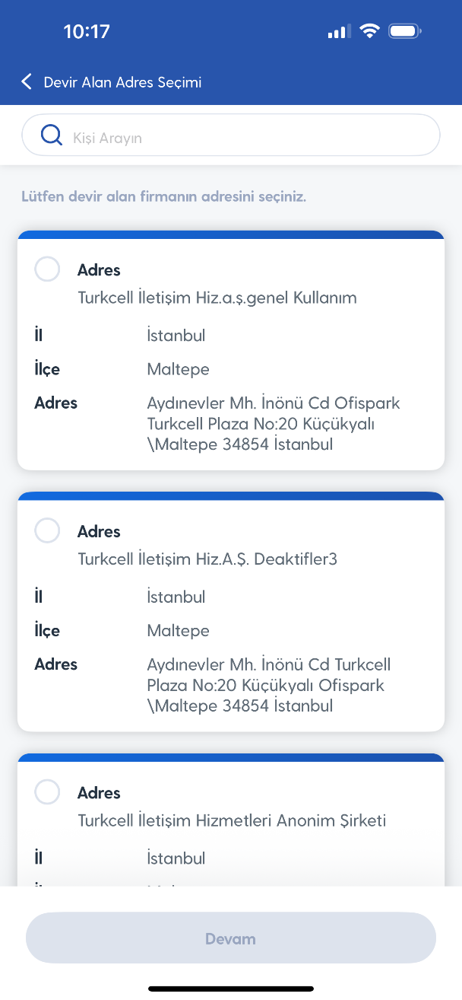 10:17
Devir Alan Adres Seçimi
Kişi Arayın
Lütfen devir alan firmanın adresini seçiniz.
Adres
Turkcell İletişim Hiz.a.ş.genel Kullanım
İl İstanbul
İlçe Maltepe
Adres Aydınevler Mh. İnönü Cd Ofispark
Turkcell Plaza No:20 Küçükyalı
\Maltepe 34854 İstanbul
Adres
Turkcell İletişim Hiz.A.Ş. Deaktifler3
İl İstanbul
İlçe Maltepe
Adres Aydınevler Mh. İnönü Cd Turkcell
Plaza No:20 Küçükyalı Ofispark
\Maltepe 34854 İstanbul
Adres
Turkcell İletişim Hizmetleri Anonim Şirketi
İl İstanbul
Devam